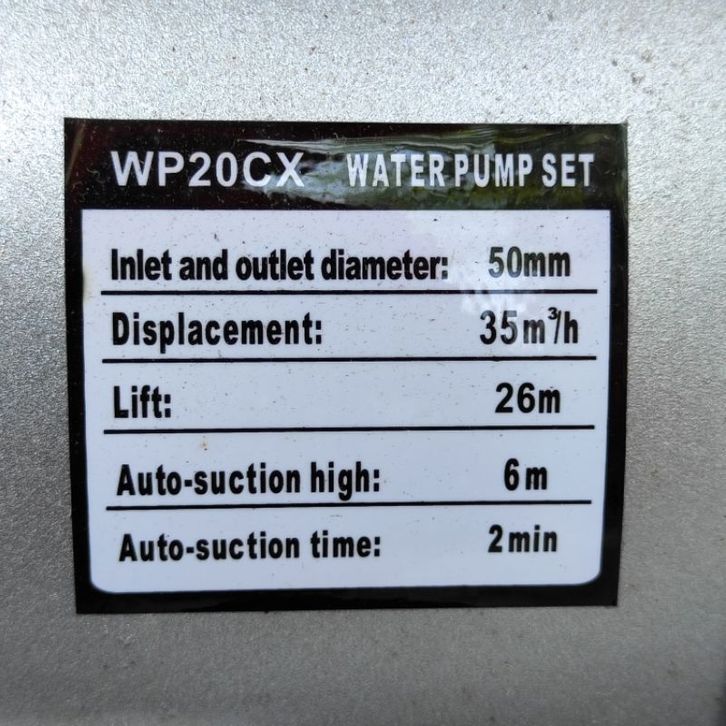 WP20CX WATER PUMP SET
Inlet and outlet diameter: 50mm
Displacement: 35m³/h
Lift: 26m
Auto-suction high: 6m
Auto-suction time: 2min